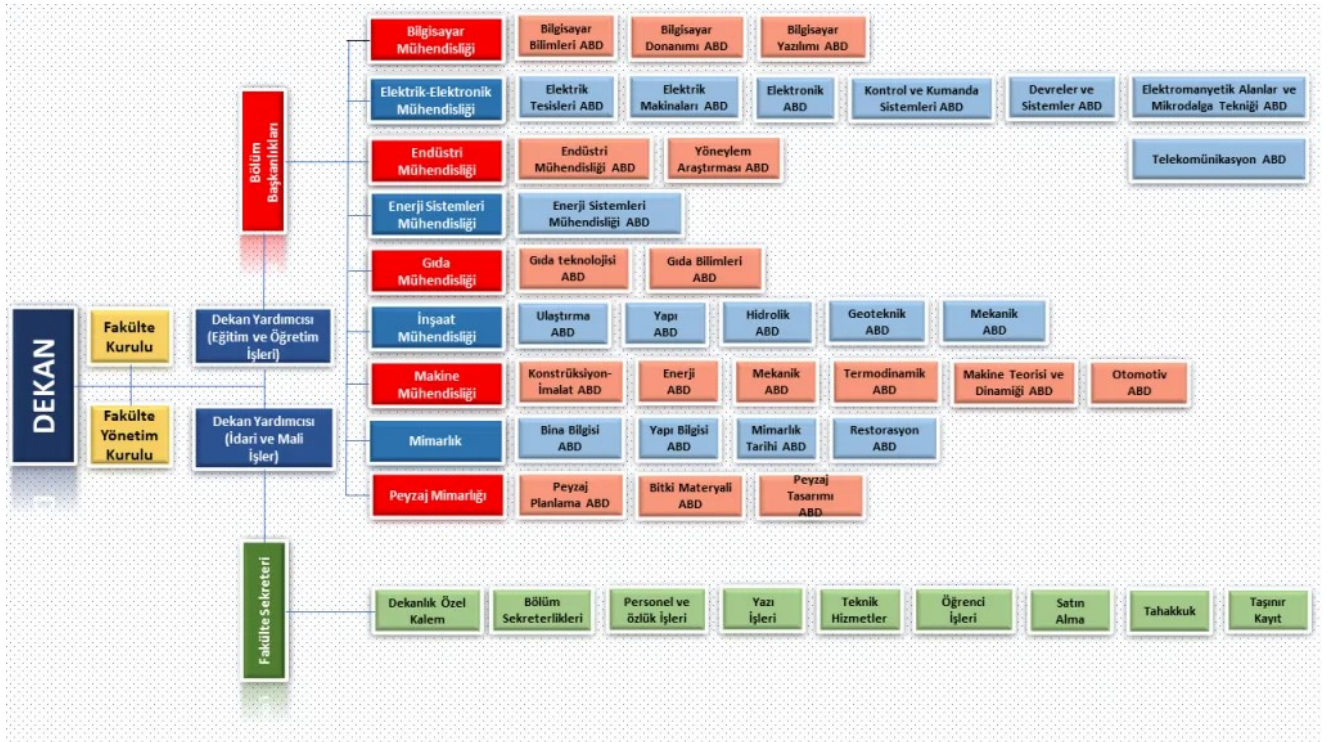 DEKAN
Fakülte
Kurulu
Fakülte
Yönetim
Kurulu
Dekan Yardımcısı
(Eğitim ve Öğretim
İşleri)
Dekan Yardımcısı
(İdari ve Mali
İşler)
Bölüm
Başkanlıkları
Bilgisayar
Mühendisliği
Bilgisayar
Bilimleri ABD
Bilgisayar
Donanımı ABD
Bilgisayar
Yazılımı ABD
Elektrik-Elektronik
Mühendisliği
Elektrik
Tesisleri ABD
Elektrik
Makinaları ABD
Elektronik
ABD
Kontrol ve Kumanda
Sistemleri ABD
Devreler ve
Sistemler ABD
Elektromanyetik Alanlar ve
Mikrodalga Tekniği ABD
Telekomünikasyon ABD
Endüstri
Mühendisliği
Endüstri
Mühendisliği ABD
Yöneylem
Araştırması ABD
Enerji Sistemleri
Mühendisliği
Enerji Sistemleri
Mühendisliği ABD
Gıda
Mühendisliği
Gıda teknolojisi
ABD
Gıda Bilimleri
ABD
İnşaat
Mühendisliği
Ulaştırma
ABD
Yapı
ABD
Hidrolik
ABD
Geoteknik
ABD
Mekanik
ABD
Makine
Mühendisliği
Konstrüksiyon-
İmalat ABD
Enerji
ABD
Mekanik
ABD
Termodinamik
ABD
Makine Teorisi ve
Dinamiği ABD
Otomotiv
ABD
Mimarlık
Bina Bilgisi
ABD
Yapı Bilgisi
ABD
Mimarlık
Tarihi ABD
Restorasyon
ABD
Peyzaj Mimarlığı
Peyzaj
Planlama ABD
Bitki Materyali
ABD
Peyzaj
Tasarımı
ABD
Fakülte Sekreteri
Dekanlık Özel
Kalem
Bölüm
Sekreterlikleri
Personel ve
özlük İşleri
Yazı
İşleri
Teknik
Hizmetler
Öğrenci
İşleri
Satın
Alma
Tahakkuk
Taşınır
Kayıt